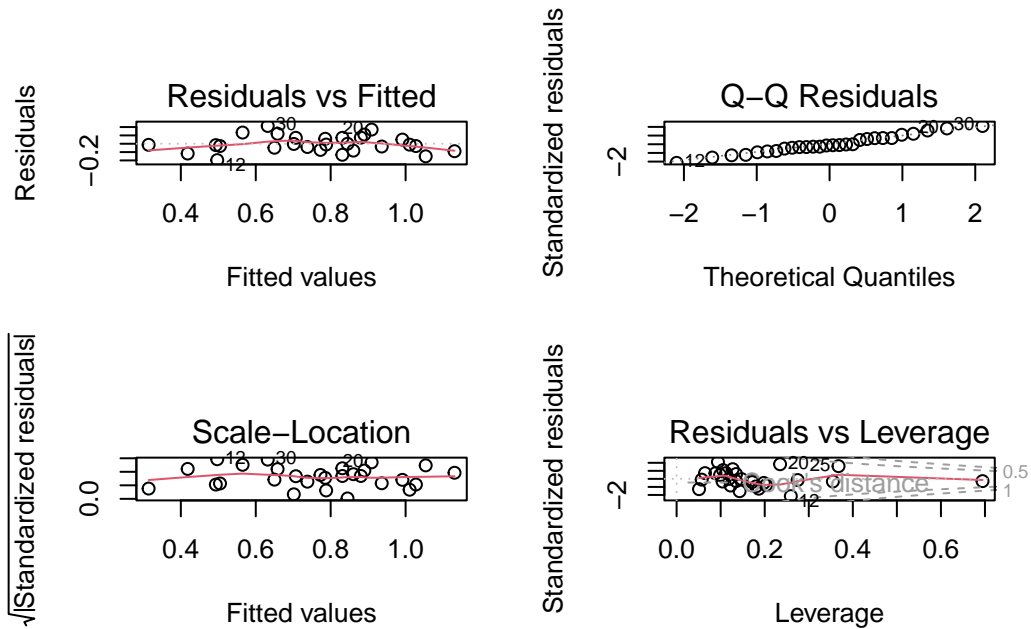 Residuals vs Fitted
Residuals
−0.2
30
20
12
0.4 0.6 0.8 1.0
Fitted values
Q−Q Residuals
Standardized residuals
−2
12
20
30
−2 −1 0 1 2
Theoretical Quantiles
Scale−Location
√|Standardized residuals|
0.0
12
30
20
0.4 0.6 0.8 1.0
Fitted values
Residuals vs Leverage
Standardized residuals
−2
Cook's distance
20
25
12
0.5
1
0.0 0.2 0.4 0.6
Leverage